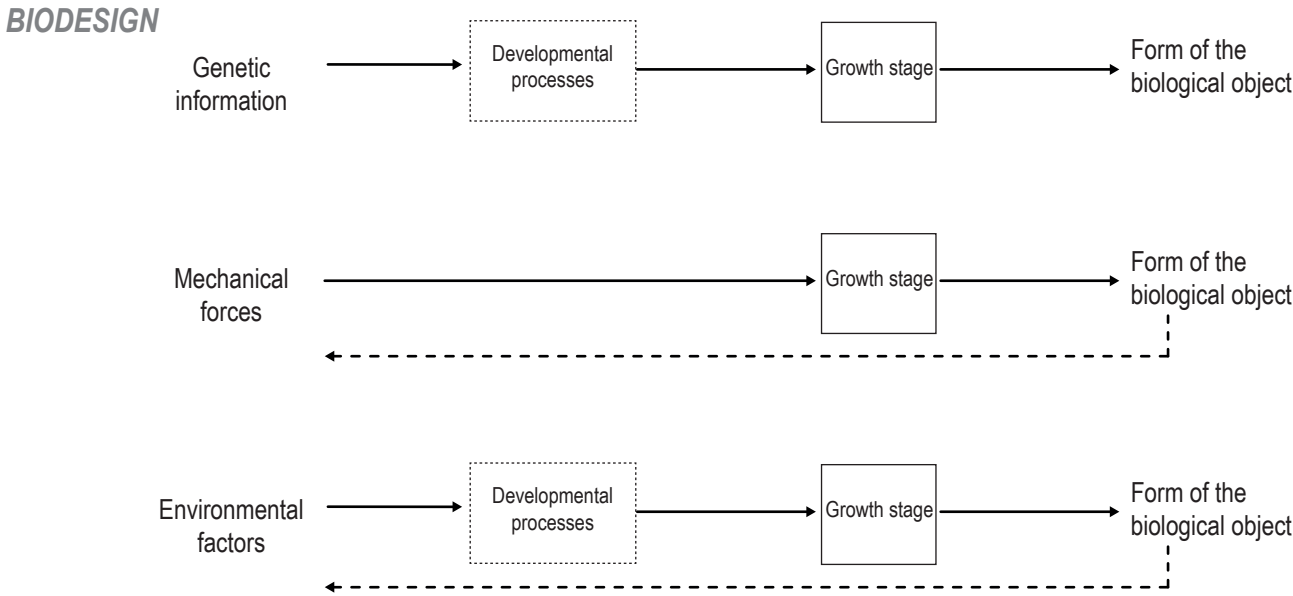 BIODESIGN
Genetic
information
Developmental
processes
Growth stage
Form of the
biological object
Mechanical
forces
Growth stage
Form of the
biological object
Environmental
factors
Developmental
processes
Growth stage
Form of the
biological object